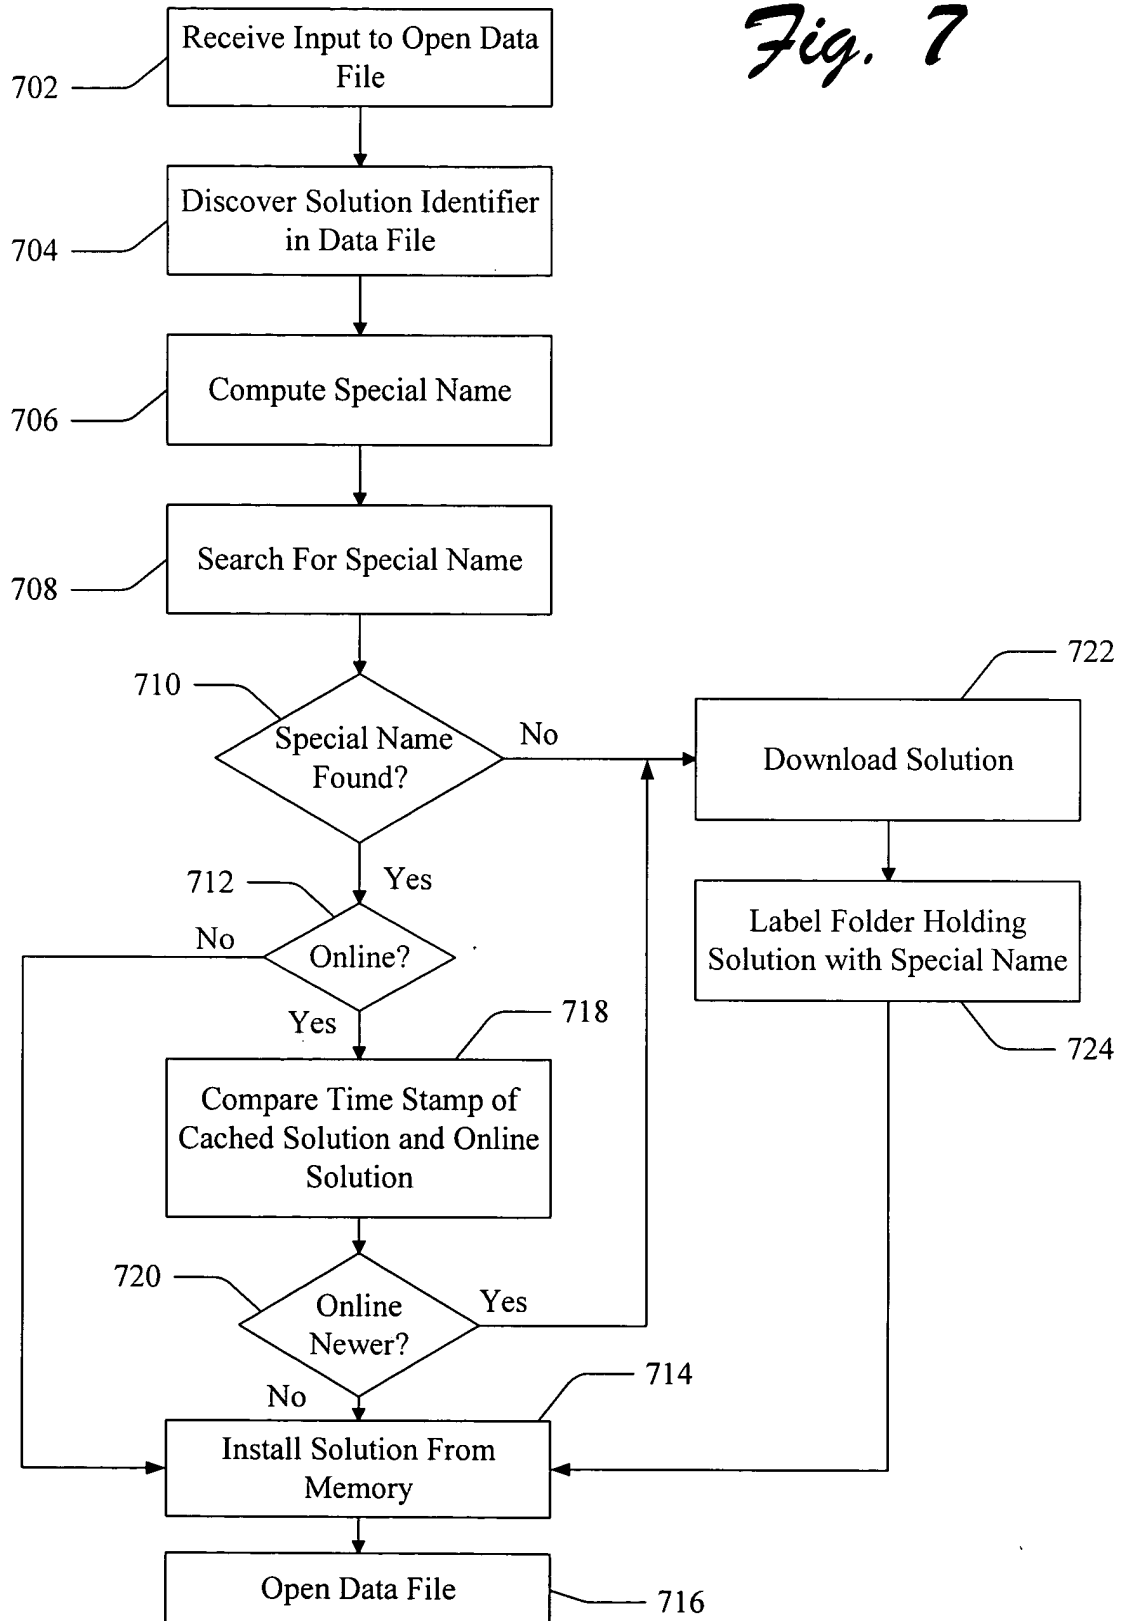 Fig. 7
Receive Input to Open Data
File
702
Discover Solution Identifier
in Data File
704
Compute Special Name
706
Search For Special Name
708
710
Special Name
Found?
No
Yes
722
Download Solution
712
Online?
No
Yes
Label Folder Holding
Solution with Special Name
724
718
Compare Time Stamp of
Cached Solution and Online
Solution
720
Online
Newer?
Yes
No
714
Install Solution From
Memory
Open Data File
716